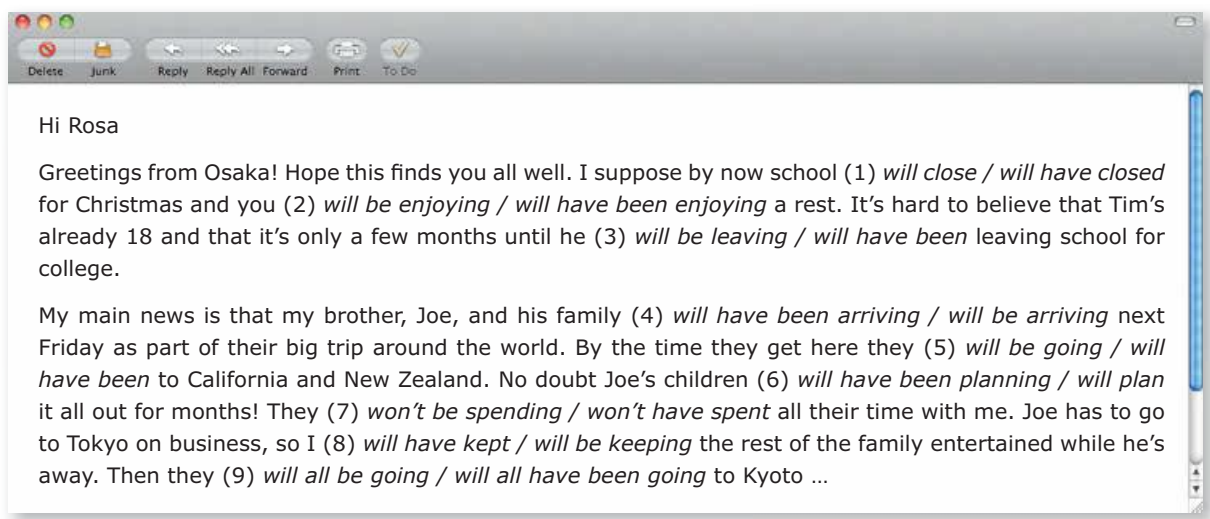 Delete Junk Reply Reply All Forward Print To Do
Hi Rosa
Greetings from Osaka! Hope this finds you all well. I suppose by now school (1) will close / will have closed
for Christmas and you (2) will be enjoying / will have been enjoying a rest. It's hard to believe that Tim's
already 18 and that it's only a few months until he (3) will be leaving / will have been leaving school for
college.
My main news is that my brother, Joe, and his family (4) will have been arriving / will be arriving next
Friday as part of their big trip around the world. By the time they get here they (5) will be going / will
have been to California and New Zealand. No doubt Joe's children (6) will have been planning / will plan
it all out for months! They (7) won't be spending / won't have spent all their time with me. Joe has to go
to Tokyo on business, so I (8) will have kept / will be keeping the rest of the family entertained while he's
away. Then they (9) will all be going / will all have been going to Kyoto ...